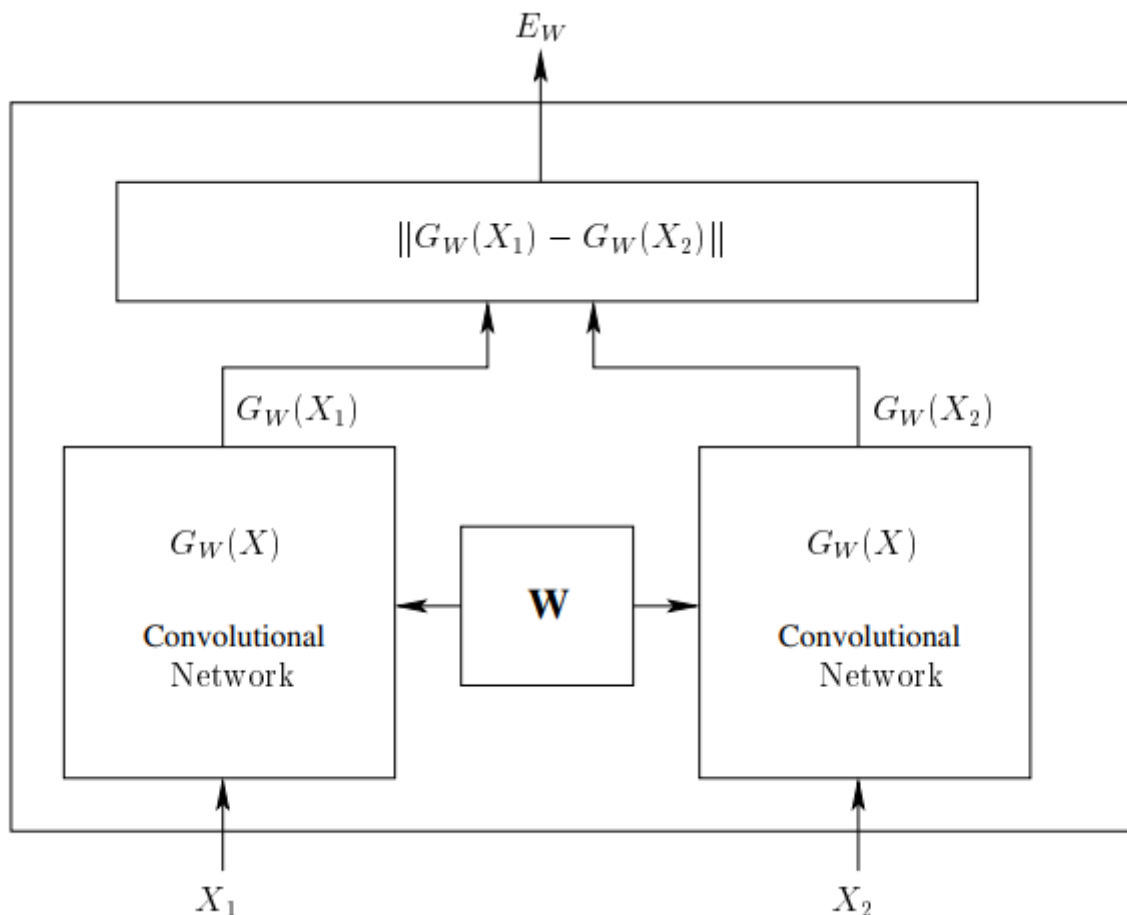 E_W
||G_W(X_1) − G_W(X_2)||
G_W(X_1)
G_W(X_2)
G_W(X)
Convolutional
Network
W
G_W(X)
Convolutional
Network
X_1
X_2